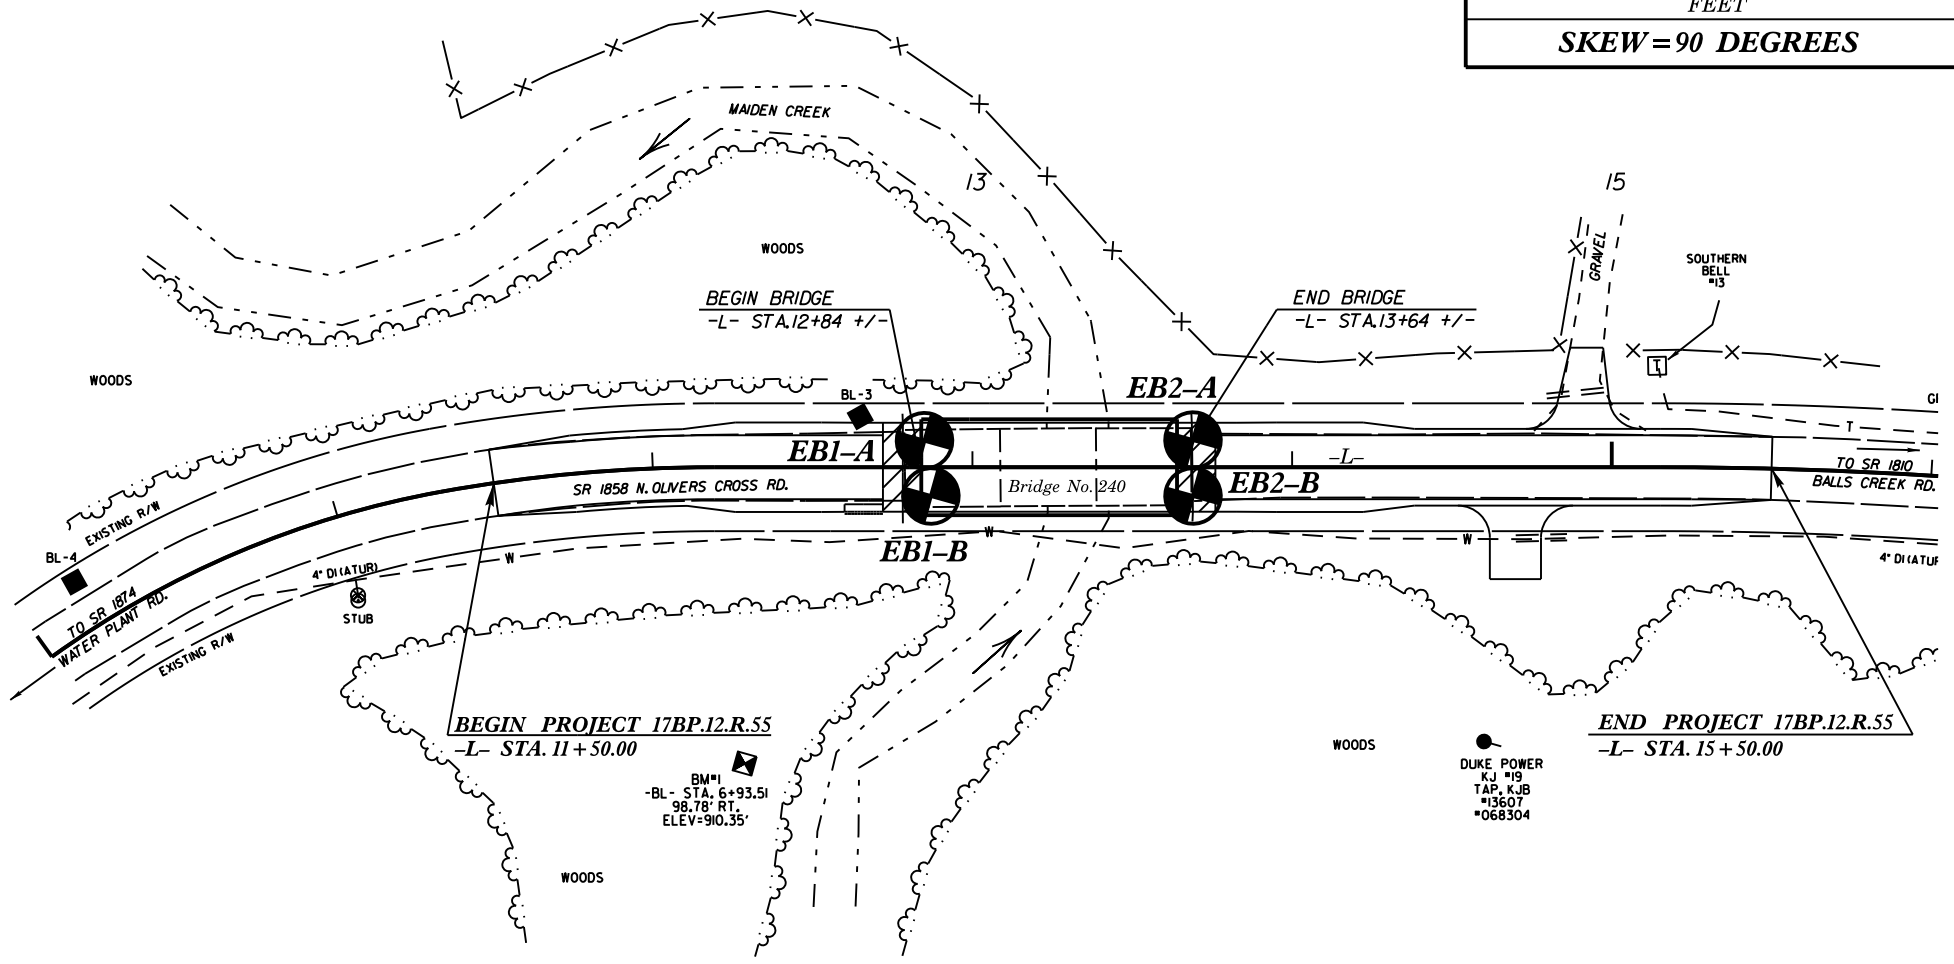 FEET
SKEW = 90 DEGREES
MAIDEN CREEK
13
15
GRAVEL
WOODS
SOUTHERN
BELL
#13
BEGIN BRIDGE
-L- STA.12+84 +/-
END BRIDGE
-L- STA.13+64 +/-
T
WOODS
BL-3
EB2–A
EB1–A
–L–
T
TO SR 1810
BALLS CREEK RD.
SR 1858 N. OLIVERS CROSS RD.
Bridge No. 240
EB2–B
EXISTING R/W
EB1–B
W
W
W
BL-4
4" DI (ATUR)
4" DI (ATUR
STUB
TO SR 1874
WATER PLANT RD.
EXISTING R/W
BEGIN PROJECT 17BP.12.R.55
–L– STA. 11 + 50.00
END PROJECT 17BP.12.R.55
–L– STA. 15 + 50.00
WOODS
BM#1
-BL- STA. 6+93.51
98.78' RT.
ELEV=910.35'
DUKE POWER
KJ #19
TAP, KJB
#13607
#068304
WOODS